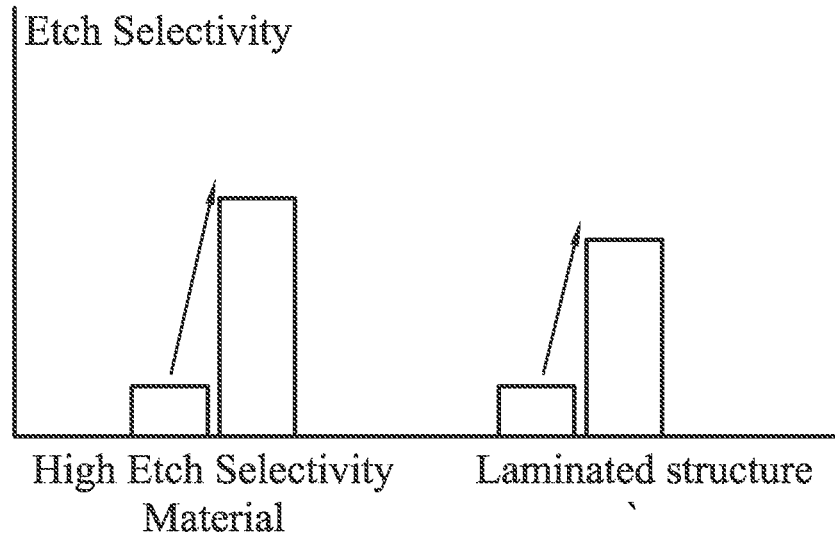 Etch Selectivity
High Etch Selectivity
Material
Laminated structure